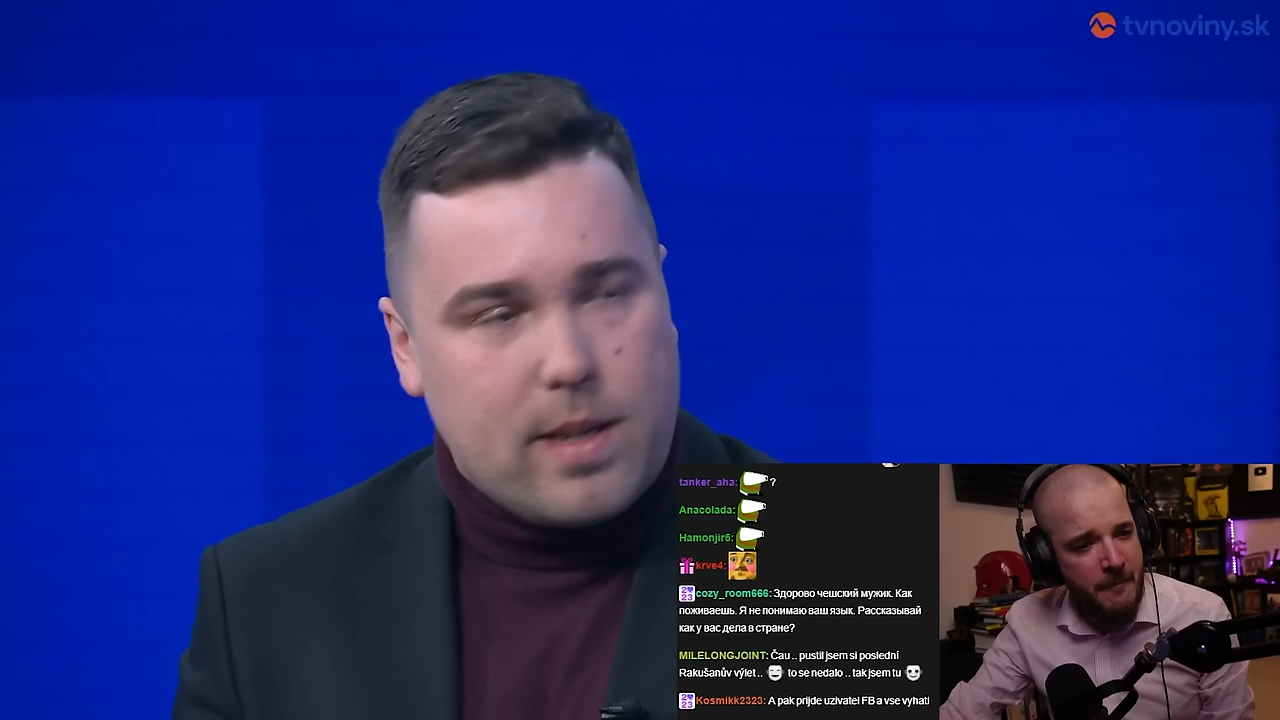 tvnoviny.sk
tanker_aha: ?
Anacolada:
Hamonjir5:
krve4:
cozy_room666: Здорово чешский мужик. Как
поживаешь. Я не понимаю ваш язык. Рассказывай
как у вас дела в стране?
MILELONGJOINT: Čau .. pustil jsem si poslední
Rakušanův výlet .. to se nedalo .. tak jsem tu
Kosmikk2323: A pak prijde uzivatel FB a vse vyhati